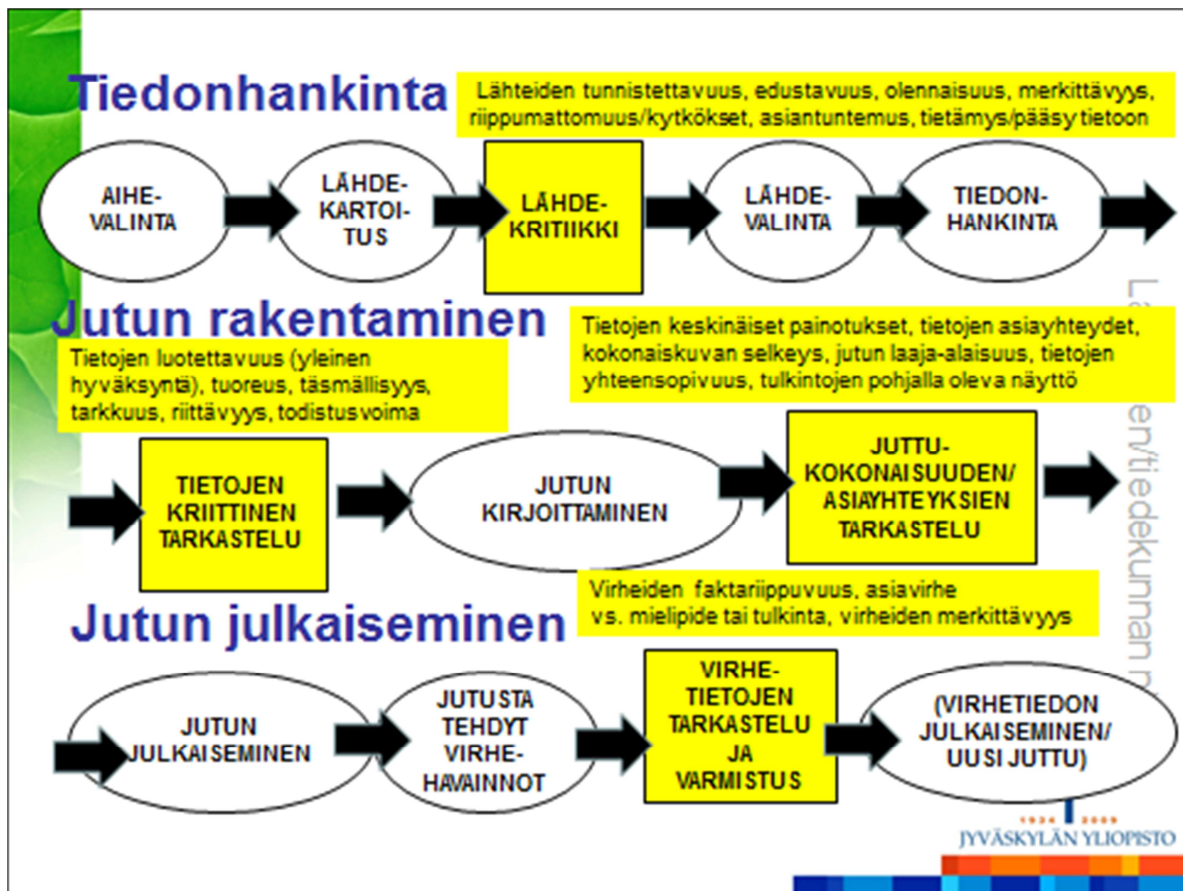 Tiedonhankinta
Lähteiden tunnistettavuus, edustavuus, olennaisuus, merkittävyys,
riippumattomuus/kytkökset, asiantuntemus, tietämys/pääsy tietoon
AIHE-
VALINTA
LÄHDE-
KARTOI-
TUS
LÄHDE-
KRITIIKKI
LÄHDE-
VALINTA
TIEDON-
HANKINTA
Jutun rakentaminen
Tietojen luotettavuus (yleinen
hyväksyntä), tuoreus, täsmällisyys,
tarkkuus, riittävyys, todistusvoima
Tietojen keskinäiset painotukset, tietojen asiayhteydet,
kokonaiskuvan selkeys, jutun laaja-alaisuus, tietojen
yhteensopivuus, tulkintojen pohjalla oleva näyttö
TIETOJEN
KRIITTINEN
TARKASTELU
JUTUN
KIRJOITTAMINEN
JUTTU-
KOKONAISUUDEN/
ASIAYHTEYKSIEN
TARKASTELU
Jutun julkaiseminen
Virheiden faktariippuvuus, asiavirhe
vs. mielipide tai tulkinta, virheiden merkittävyys
JUTUN
JULKAISEMINEN
JUTUSTA
TEHDYT
VIRHE-
HAVAINNOT
VIRHE-
TIETOJEN
TARKASTELU
JA
VARMISTUS
(VIRHETIEDON
JULKAISEMINEN/
UUSI JUTTU)
en/tiedekunnan
1934 2009
JYVÄSKYLÄN YLIOPISTO